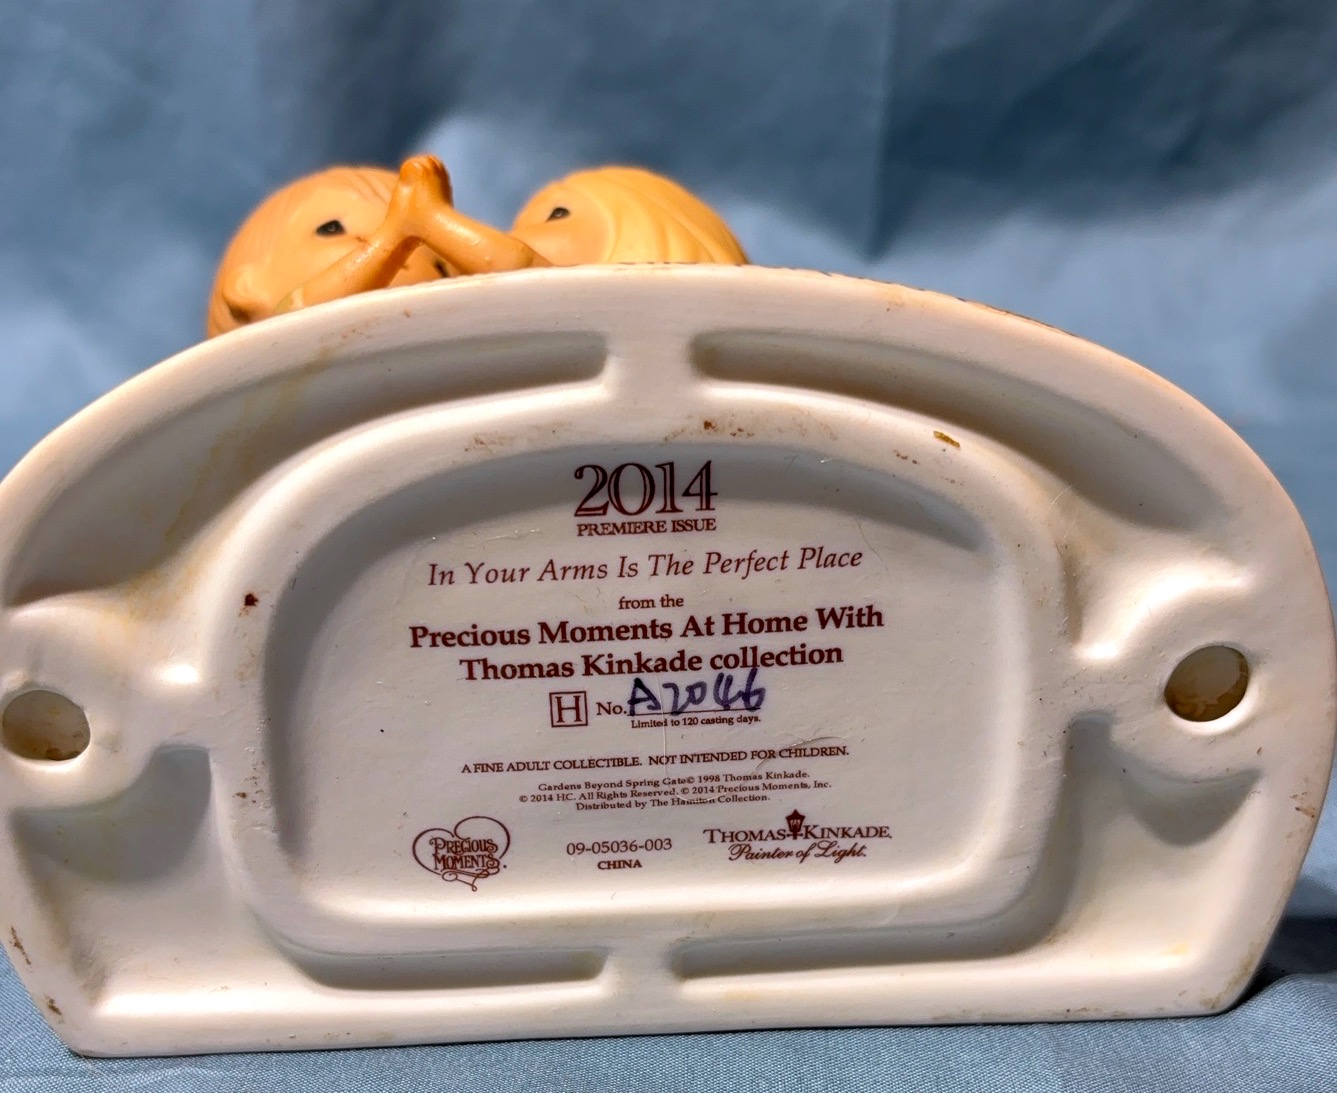 2014
PREMIERE ISSUE
In Your Arms Is The Perfect Place
from the
Precious Moments At Home With
Thomas Kinkade collection
H No. A2046
Limited to 120 casting days.
A FINE ADULT COLLECTIBLE. NOT INTENDED FOR CHILDREN.
Gardens Beyond Spring Gate© 1998 Thomas Kinkade.
© 2014 HC. All Rights Reserved. © 2014 Precious Moments, Inc.
Distributed by The Hamilton Collection.
PRECIOUS
MOMENTS®
09-05036-003
CHINA
THOMAS KINKADE
Painter of Light